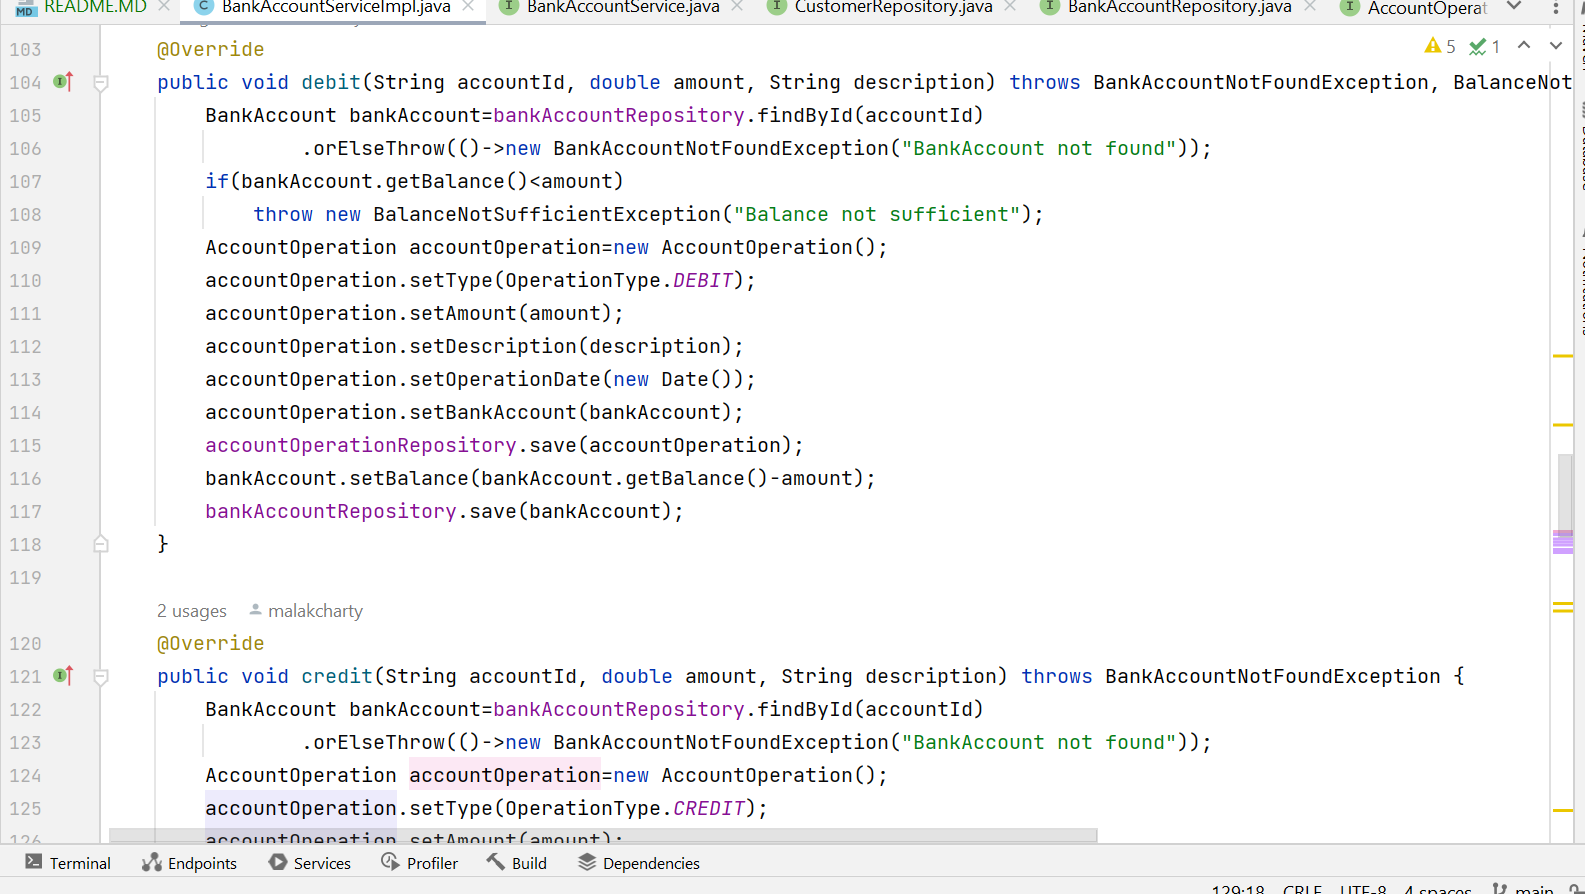 README.MD BankAccountServiceImpl.java BankAccountService.java CustomerRepository.java BankAccountRepository.java AccountOperat
103 @Override
5 1
104 public void debit(String accountId, double amount, String description) throws BankAccountNotFoundException, BalanceNot
105 BankAccount bankAccount=bankAccountRepository.findById(accountId)
106 .orElseThrow(()->new BankAccountNotFoundException("BankAccount not found"));
107 if(bankAccount.getBalance()<amount)
108 throw new BalanceNotSufficientException("Balance not sufficient");
109 AccountOperation accountOperation=new AccountOperation();
110 accountOperation.setType(OperationType.DEBIT);
111 accountOperation.setAmount(amount);
112 accountOperation.setDescription(description);
113 accountOperation.setOperationDate(new Date());
114 accountOperation.setBankAccount(bankAccount);
115 accountOperationRepository.save(accountOperation);
116 bankAccount.setBalance(bankAccount.getBalance()-amount);
117 bankAccountRepository.save(bankAccount);
118 }
119
2 usages malakcharty
120 @Override
121 public void credit(String accountId, double amount, String description) throws BankAccountNotFoundException {
122 BankAccount bankAccount=bankAccountRepository.findById(accountId)
123 .orElseThrow(()->new BankAccountNotFoundException("BankAccount not found"));
124 AccountOperation accountOperation=new AccountOperation();
125 accountOperation.setType(OperationType.CREDIT);
126 accountOperation.setAmount(amount);
Terminal Endpoints Services Profiler Build Dependencies
129:18 CRLF UTF-8 4 spaces main